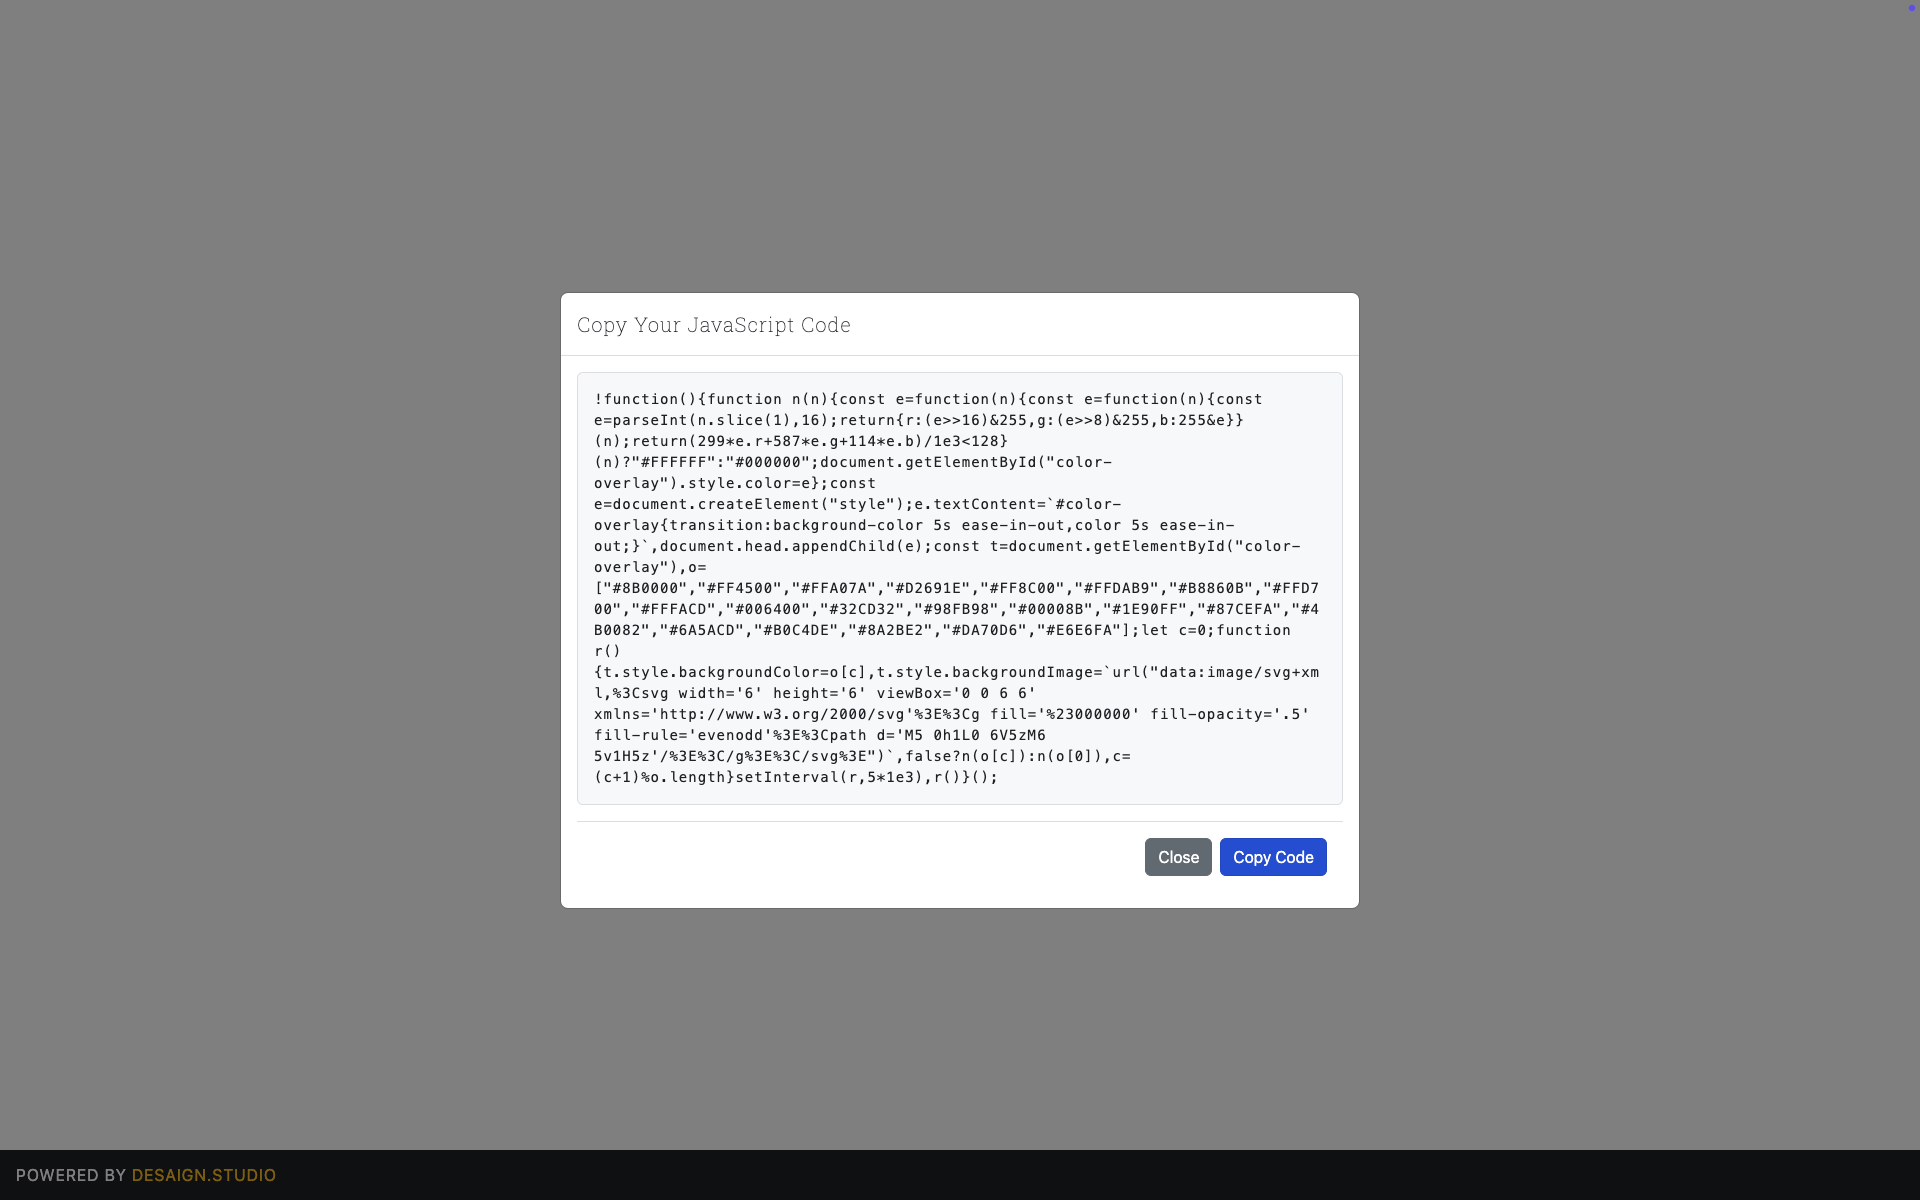 Copy Your JavaScript Code
!function(){function n(n){const e=function(n){const e=function(n){const
e=parseInt(n.slice(1),16);return{r:(e>>16)&255,g:(e>>8)&255,b:255&e}}
(n);return(299*e.r+587*e.g+114*e.b)/1e3<128}
(n)?"#FFFFFF":"#000000";document.getElementById("color-
overlay").style.color=e};const
e=document.createElement("style");e.textContent=`#color-
overlay{transition:background-color 5s ease-in-out,color 5s ease-in-
out;}`,document.head.appendChild(e);const t=document.getElementById("color-
overlay"),o=
["#8B0000","#FF4500","#FFA07A","#D2691E","#FF8C00","#FFDAB9","#B8860B","#FFD7
00","#FFFACD","#006400","#32CD32","#98FB98","#00008B","#1E90FF","#87CEFA","#4
B0082","#6A5ACD","#B0C4DE","#8A2BE2","#DA70D6","#E6E6FA"];let c=0;function
r()
{t.style.backgroundColor=o[c],t.style.backgroundImage=`url("data:image/svg+xm
l,%3Csvg width='6' height='6' viewBox='0 0 6 6'
xmlns='http://www.w3.org/2000/svg'%3E%3Cg fill='%23000000' fill-opacity='.5'
fill-rule='evenodd'%3E%3Cpath d='M5 0h1L0 6V5zM6
5v1H5z'/%3E%3C/g%3E%3C/svg%3E")`,false?n(o[c]):n(o[0]),c=
(c+1)%o.length}setInterval(r,5*1e3),r()}();
Close
Copy Code
POWERED BY DESAIGN.STUDIO